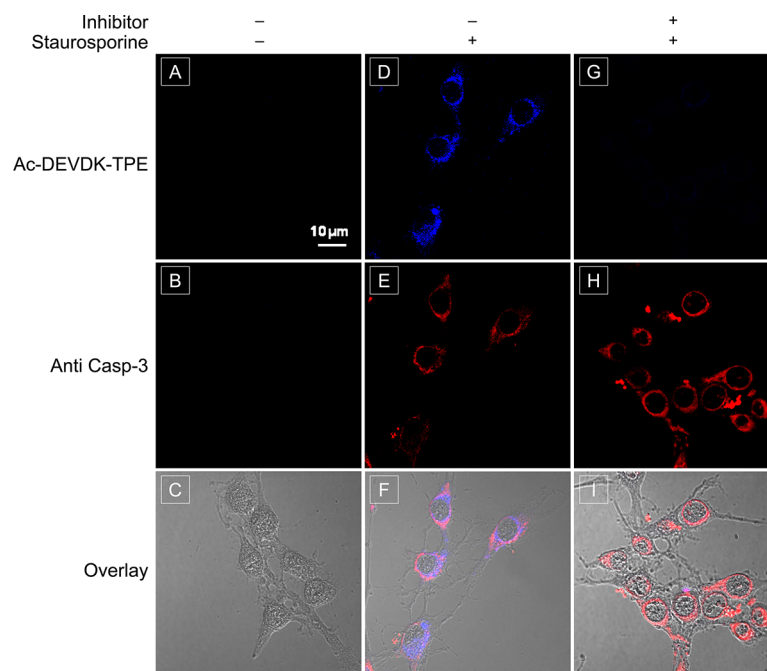 Inhibitor – – +
Staurosporine – + +
A D G
Ac-DEVDK-TPE
10 µm
B E H
Anti Casp-3
C F I
Overlay